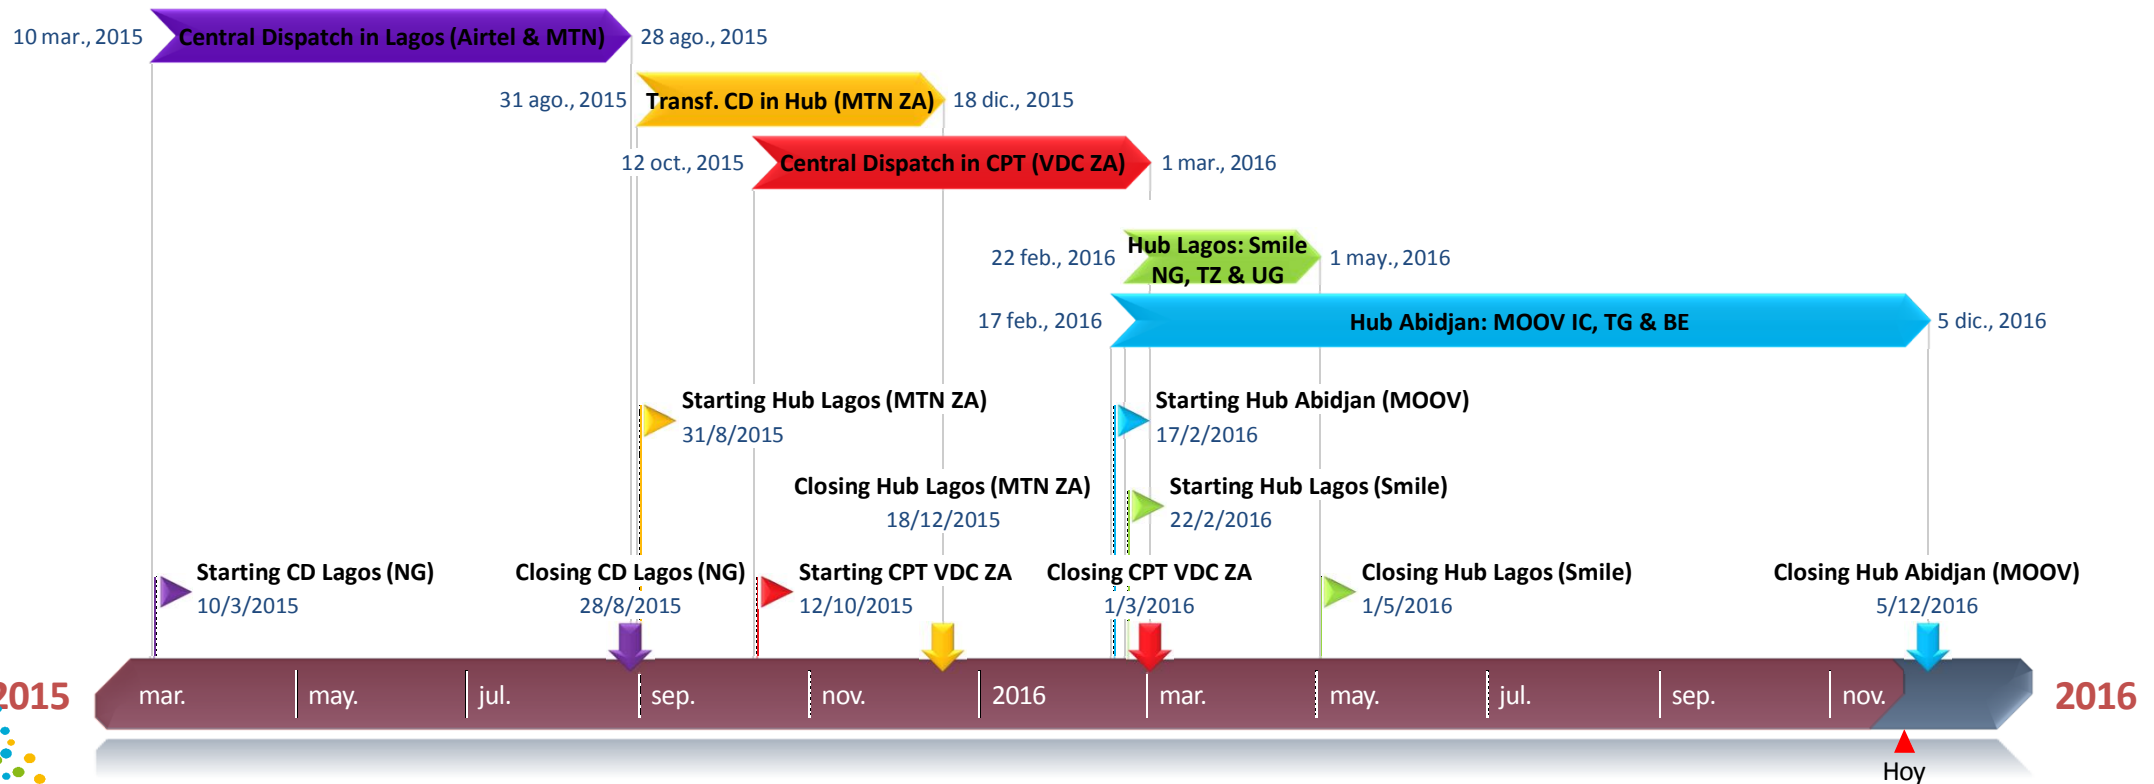 10 mar., 2015 Central Dispatch in Lagos (Airtel & MTN) 28 ago., 2015
31 ago., 2015 Transf. CD in Hub (MTN ZA) 18 dic., 2015
12 oct., 2015 Central Dispatch in CPT (VDC ZA) 1 mar., 2016
22 feb., 2016 Hub Lagos: Smile 1 may., 2016
NG, TZ & UG
17 feb., 2016 Hub Abidjan: MOOV IC, TG & BE 5 dic., 2016
Starting Hub Lagos (MTN ZA) Starting Hub Abidjan (MOOV)
31/8/2015 17/2/2016
Closing Hub Lagos (MTN ZA) Starting Hub Lagos (Smile)
18/12/2015 22/2/2016
Starting CD Lagos (NG) Closing CD Lagos (NG) Starting CPT VDC ZA Closing CPT VDC ZA Closing Hub Lagos (Smile) Closing Hub Abidjan (MOOV)
10/3/2015 28/8/2015 12/10/2015 1/3/2016 1/5/2016 5/12/2016
2015 mar. may. jul. sep. nov. 2016 mar. may. jul. sep. nov. 2016
Hoy